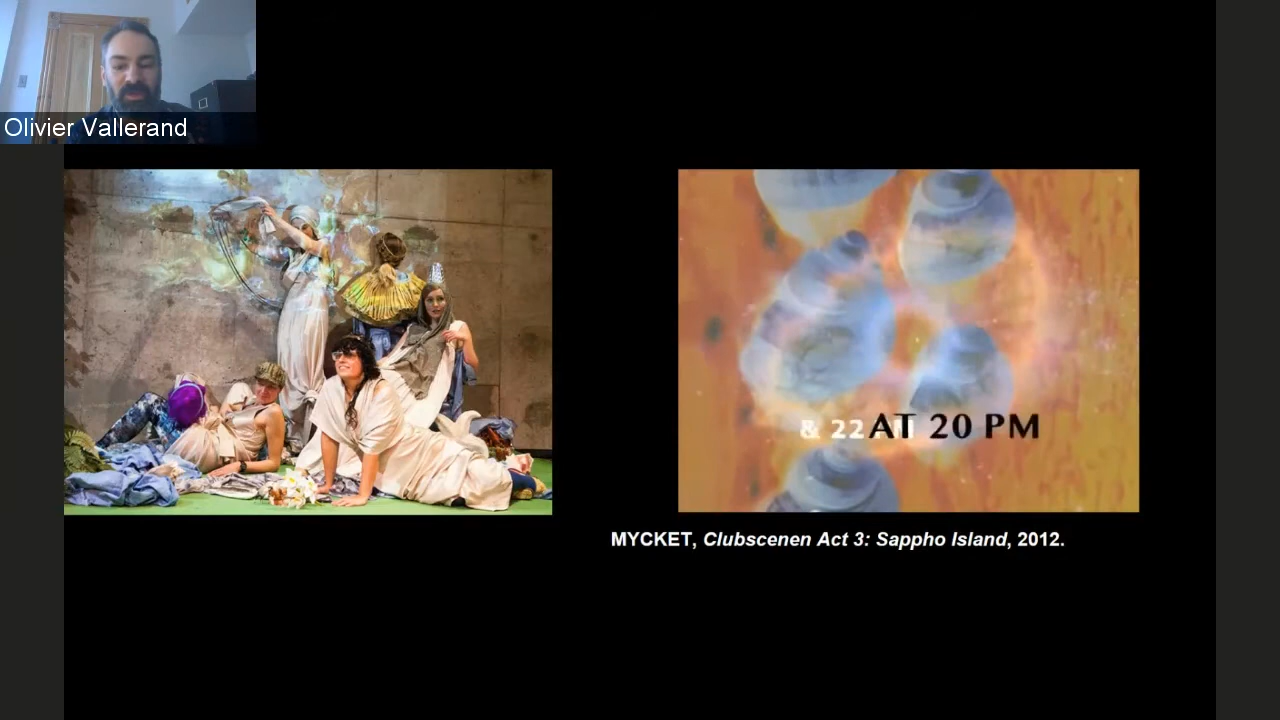 Olivier Vallerand
& 22
AT 20 PM
MYCKET, Clubscenen Act 3: Sappho Island, 2012.